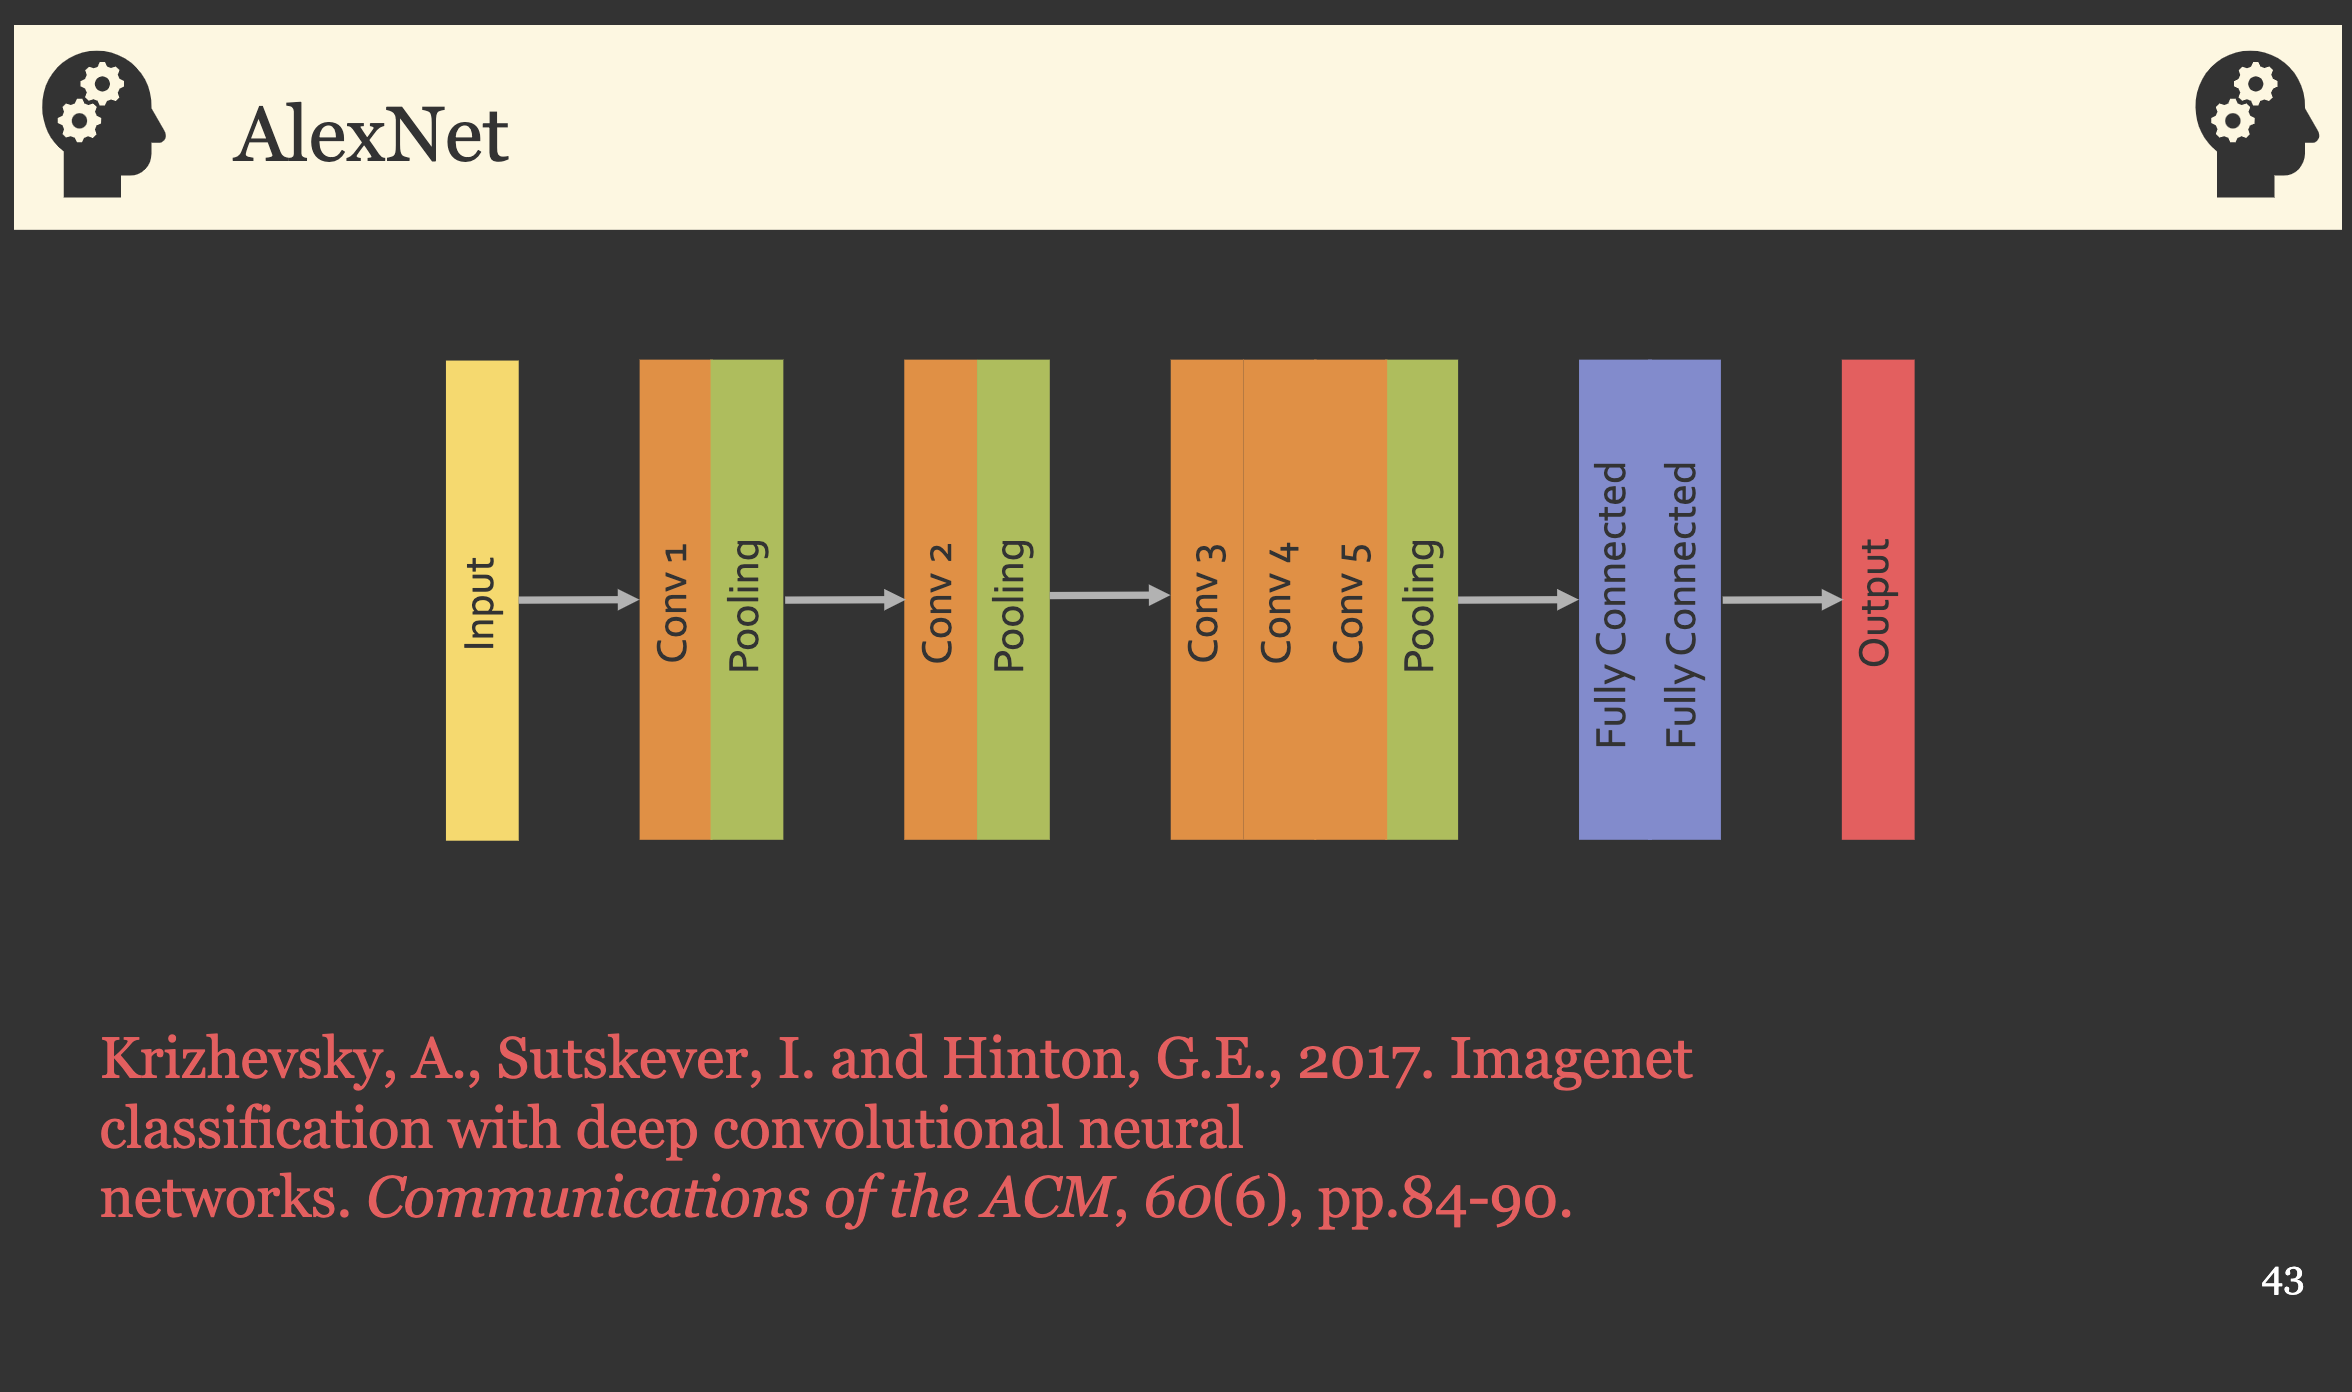 AlexNet
Input
Conv 1
Pooling
Conv 2
Pooling
Conv 3
Conv 4
Conv 5
Pooling
Fully Connected
Fully Connected
Output
Krizhevsky, A., Sutskever, I. and Hinton, G.E., 2017. Imagenet
classification with deep convolutional neural
networks. Communications of the ACM, 60(6), pp.84-90.
43